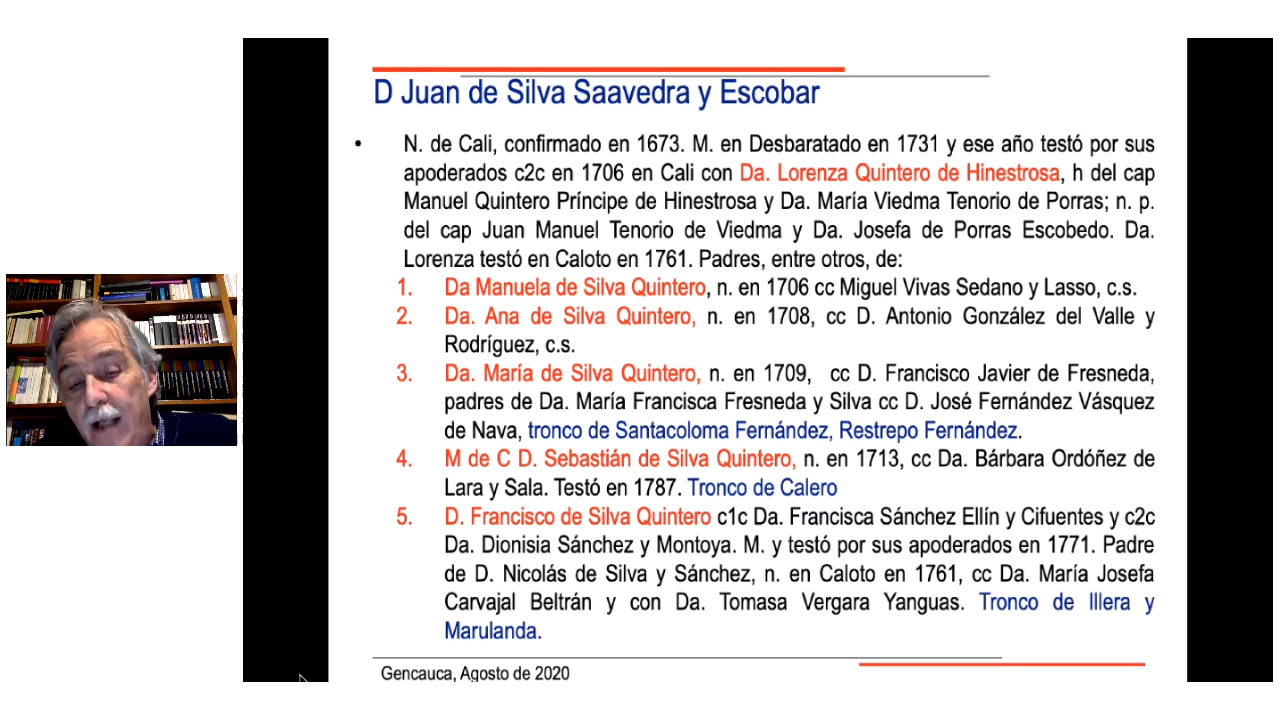 D Juan de Silva Saavedra y Escobar
• N. de Cali, confirmado en 1673. M. en Desbaratado en 1731 y ese año testó por sus
apoderados c2c en 1706 en Cali con Da. Lorenza Quintero de Hinestrosa, h del cap
Manuel Quintero Príncipe de Hinestrosa y Da. María Viedma Tenorio de Porras; n. p.
del cap Juan Manuel Tenorio de Viedma y Da. Josefa de Porras Escobedo. Da.
Lorenza testó en Caloto en 1761. Padres, entre otros, de:
1. Da Manuela de Silva Quintero, n. en 1706 cc Miguel Vivas Sedano y Lasso, c.s.
2. Da. Ana de Silva Quintero, n. en 1708, cc D. Antonio González del Valle y
Rodríguez, c.s.
3. Da. María de Silva Quintero, n. en 1709, cc D. Francisco Javier de Fresneda,
padres de Da. María Francisca Fresneda y Silva cc D. José Fernández Vásquez
de Nava, tronco de Santacoloma Fernández, Restrepo Fernández.
4. M de C D. Sebastián de Silva Quintero, n. en 1713, cc Da. Bárbara Ordóñez de
Lara y Sala. Testó en 1787. Tronco de Calero
5. D. Francisco de Silva Quintero c1c Da. Francisca Sánchez Ellín y Cifuentes y c2c
Da. Dionisia Sánchez y Montoya. M. y testó por sus apoderados en 1771. Padre
de D. Nicolás de Silva y Sánchez, n. en Caloto en 1761, cc Da. María Josefa
Carvajal Beltrán y con Da. Tomasa Vergara Yanguas. Tronco de Illera y
Marulanda.
Gencauca, Agosto de 2020